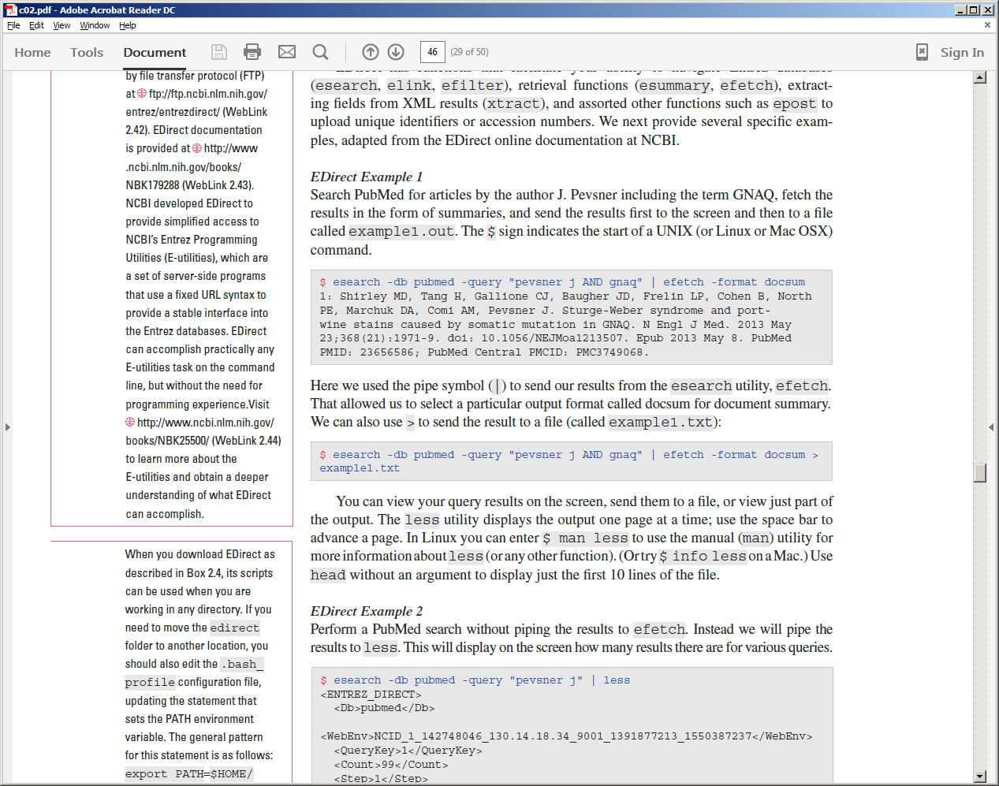 c02.pdf - Adobe Acrobat Reader DC
File Edit View Window Help
Home Tools Document 46 (29 of 50) Sign In
by file transfer protocol (FTP)
at ftp://ftp.ncbi.nlm.nih.gov/
entrez/entrezdirect/ (WebLink
2.42). EDirect documentation
is provided at http://www
.ncbi.nlm.nih.gov/books/
NBK179288 (WebLink 2.43).
NCBI developed EDirect to
provide simplified access to
NCBI's Entrez Programming
Utilities (E-utilities), which are
a set of server-side programs
that use a fixed URL syntax to
provide a stable interface into
the Entrez databases. EDirect
can accomplish practically any
E-utilities task on the command
line, but without the need for
programming experience.Visit
http://www.ncbi.nlm.nih.gov/
books/NBK25500/ (WebLink 2.44)
to learn more about the
E-utilities and obtain a deeper
understanding of what EDirect
can accomplish.
When you download EDirect as
described in Box 2.4, its scripts
can be used when you are
working in any directory. If you
need to move the edirect
folder to another location, you
should also edit the .bash_
profile configuration file,
updating the statement that
sets the PATH environment
variable. The general pattern
for this statement is as follows:
export PATH=$HOME/
(esearch, elink, efilter), retrieval functions (esummary, efetch), extract-
ing fields from XML results (xtract), and assorted other functions such as epost to
upload unique identifiers or accession numbers. We next provide several specific exam-
ples, adapted from the EDirect online documentation at NCBI.
EDirect Example 1
Search PubMed for articles by the author J. Pevsner including the term GNAQ, fetch the
results in the form of summaries, and send the results first to the screen and then to a file
called example1.out. The $ sign indicates the start of a UNIX (or Linux or Mac OSX)
command.
$ esearch -db pubmed -query "pevsner j AND gnaq" | efetch -format docsum
1: Shirley MD, Tang H, Gallione CJ, Baugher JD, Frelin LP, Cohen B, North
PE, Marchuk DA, Comi AM, Pevsner J. Sturge-Weber syndrome and port-
wine stains caused by somatic mutation in GNAQ. N Engl J Med. 2013 May
23;368(21):1971-9. doi: 10.1056/NEJMoa1213507. Epub 2013 May 8. PubMed
PMID: 23656586; PubMed Central PMCID: PMC3749068.
Here we used the pipe symbol (|) to send our results from the esearch utility, efetch.
That allowed us to select a particular output format called docsum for document summary.
We can also use > to send the result to a file (called example1.txt):
$ esearch -db pubmed -query "pevsner j AND gnaq" | efetch -format docsum >
example1.txt
You can view your query results on the screen, send them to a file, or view just part of
the output. The less utility displays the output one page at a time; use the space bar to
advance a page. In Linux you can enter $ man less to use the manual (man) utility for
more information about less (or any other function). (Or try $ info less on a Mac.) Use
head without an argument to display just the first 10 lines of the file.
EDirect Example 2
Perform a PubMed search without piping the results to efetch. Instead we will pipe the
results to less. This will display on the screen how many results there are for various queries.
$ esearch -db pubmed -query "pevsner j" | less
<ENTREZ_DIRECT>
<Db>pubmed</Db>
<WebEnv>NCID_1_142748046_130.14.18.34_9001_1391877213_1550387237</WebEnv>
<QueryKey>1</QueryKey>
<Count>99</Count>
<Step>1</Step>